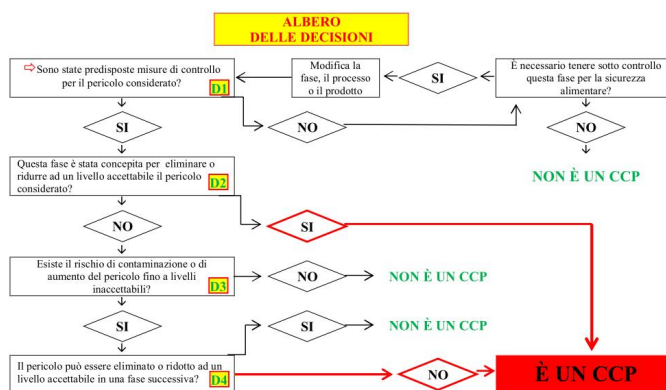 ALBERO
DELLE DECISIONI
⇨Sono state predisposte misure di controllo
per il pericolo considerato?
D1
Modifica la
fase, il processo
o il prodotto
SI
È necessario tenere sotto controllo
questa fase per la sicurezza
alimentare?
SI
NO
NO
NON È UN CCP
Questa fase è stata concepita per eliminare o
ridurre ad un livello accettabile il pericolo
considerato?
D2
NO
SI
Esiste il rischio di contaminazione o di
aumento del pericolo fino a livelli
inaccettabili?
D3
NO
NON È UN CCP
SI
SI
NON È UN CCP
Il pericolo può essere eliminato o ridotto ad un
livello accettabile in una fase successiva?
D4
NO
È UN CCP